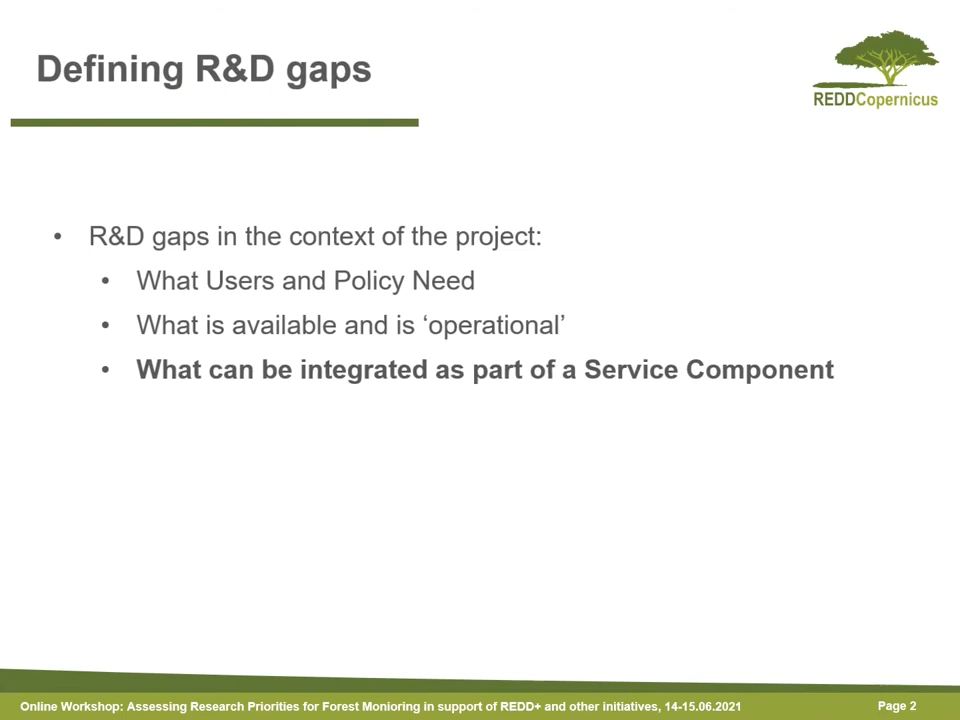 Defining R&D gaps
REDDCopernicus
• R&D gaps in the context of the project:
• What Users and Policy Need
• What is available and is ‘operational’
• What can be integrated as part of a Service Component
Online Workshop: Assessing Research Priorities for Forest Monioring in support of REDD+ and other initiatives, 14-15.06.2021
Page 2